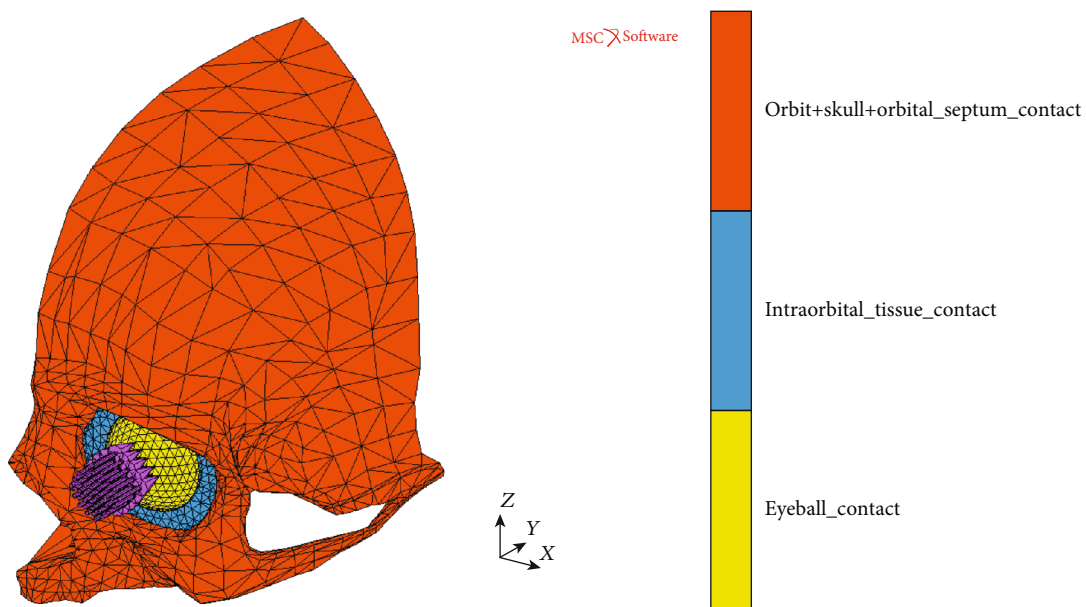 MSC Software
Orbit+skull+orbital_septum_contact
Intraorbital_tissue_contact
Eyeball_contact
Z
Y
X